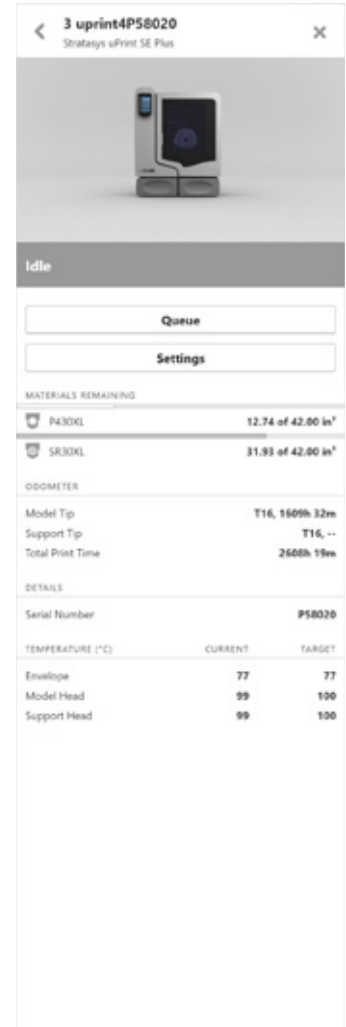 3 uprint4P58020
Stratasys uPrint SE Plus
Idle
Queue
Settings
MATERIALS REMAINING
P430XL 12.74 of 42.00 in³
SR30XL 31.93 of 42.00 in³
ODOMETER
Model Tip T16, 1609h 32m
Support Tip T16, --
Total Print Time 2608h 19m
DETAILS
Serial Number P58020
TEMPERATURE (°C) CURRENT TARGET
Envelope 77 77
Model Head 99 100
Support Head 99 100